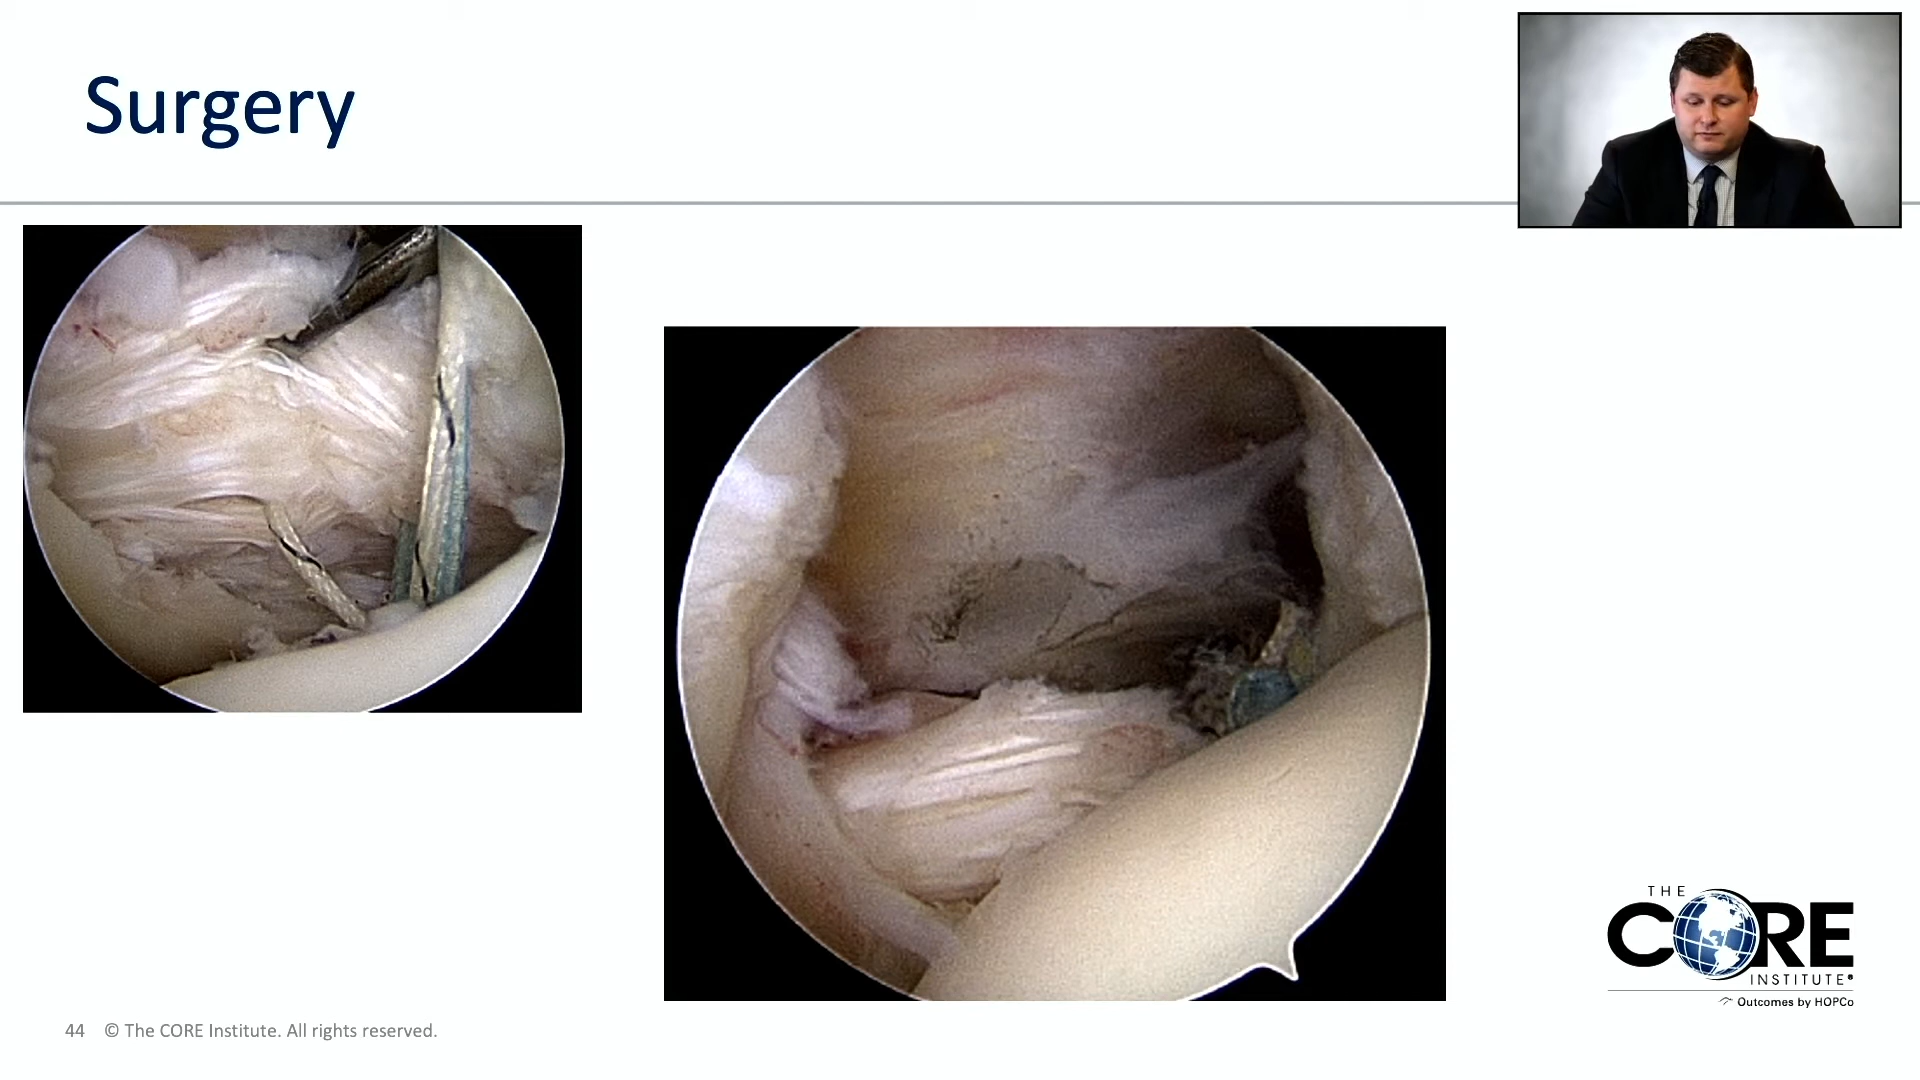 Surgery
THE
CORE
INSTITUTE®
Outcomes by HOPCo
44 © The CORE Institute. All rights reserved.